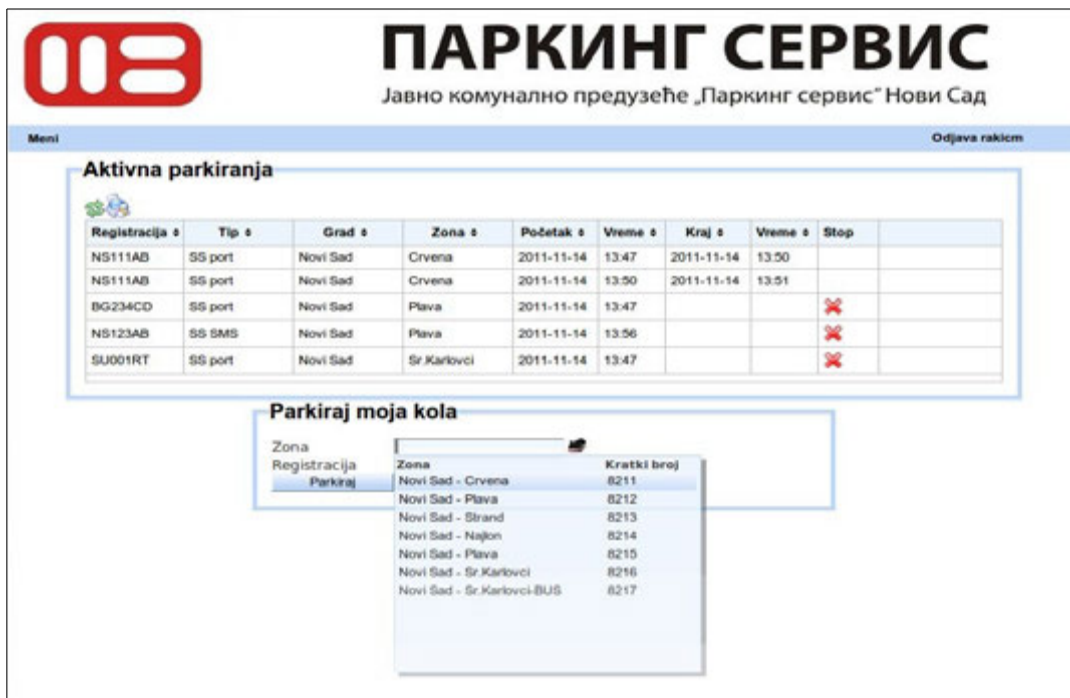 ПАРКИНГ СЕРВИС
Јавно комунално предузеће „Паркинг сервис" Нови Сад
Meni Odjava rakicm
Aktivna parkiranja
Registracija Tip Grad Zona Početak Vreme Kraj Vreme Stop
NS111AB SS port Novi Sad Crvena 2011-11-14 13:47 2011-11-14 13:50
NS111AB SS port Novi Sad Crvena 2011-11-14 13:50 2011-11-14 13:51
BG234CD SS port Novi Sad Plava 2011-11-14 13:47
NS123AB SS SMS Novi Sad Plava 2011-11-14 13:56
SU001RT SS port Novi Sad Sr.Karlovci 2011-11-14 13:47
Parkiraj moja kola
Zona
Registracija
Parkiraj
Zona Kratki broj
Novi Sad - Crvena 8211
Novi Sad - Plava 8212
Novi Sad - Strand 8213
Novi Sad - Najlon 8214
Novi Sad - Plava 8215
Novi Sad - Sr.Karlovci 8216
Novi Sad - Sr.Karlovci-BUS 8217